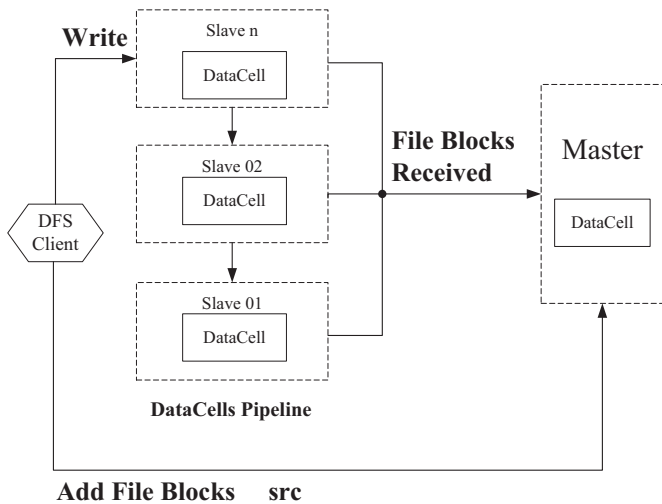 Write
Slave n
DataCell
Slave 02
DataCell
Slave 01
DataCell
DataCells Pipeline
DFS
Client
File Blocks
Received
Master
DataCell
Add File Blocks src